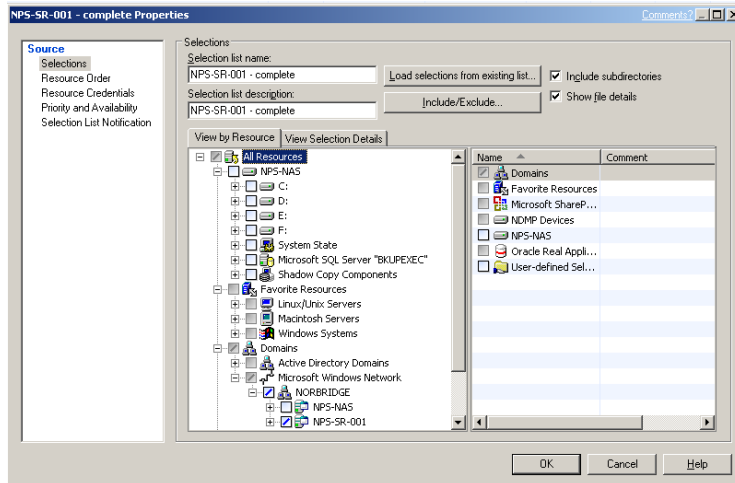 NPS-SR-001 - complete Properties
Comments?
Source
Selections
Resource Order
Resource Credentials
Priority and Availability
Selection List Notification
Selections
Selection list name:
NPS-SR-001 - complete
Load selections from existing list...
Include subdirectories
Selection list description:
NPS-SR-001 - complete
Include/Exclude...
Show file details
View by Resource
View Selection Details
All Resources
NPS-NAS
C:
D:
E:
F:
System State
Microsoft SQL Server "BKUPEXEC"
Shadow Copy Components
Favorite Resources
Linux/Unix Servers
Macintosh Servers
Windows Systems
Domains
Active Directory Domains
Microsoft Windows Network
NORBRIDGE
NPS-NAS
NPS-SR-001
Name
Comment
Domains
Favorite Resources
Microsoft ShareP...
NDMP Devices
NPS-NAS
Oracle Real Appli...
User-defined Sel...
OK
Cancel
Help